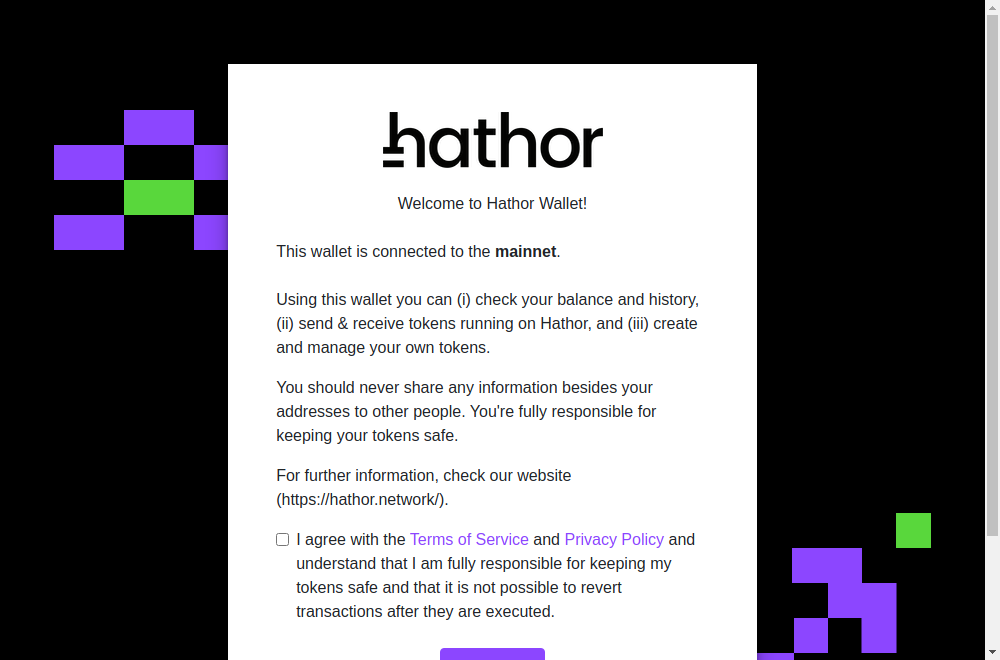 hathor
Welcome to Hathor Wallet!
This wallet is connected to the mainnet.
Using this wallet you can (i) check your balance and history,
(ii) send & receive tokens running on Hathor, and (iii) create
and manage your own tokens.
You should never share any information besides your
addresses to other people. You're fully responsible for
keeping your tokens safe.
For further information, check our website
(https://hathor.network/).
I agree with the Terms of Service and Privacy Policy and
understand that I am fully responsible for keeping my
tokens safe and that it is not possible to revert
transactions after they are executed.